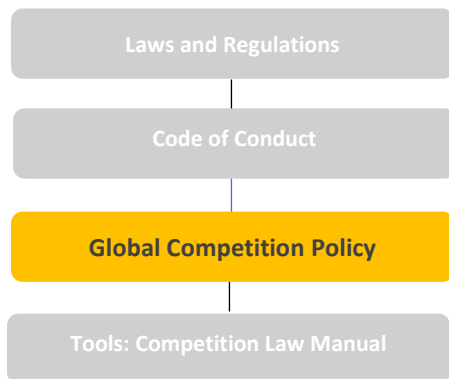 Laws and Regulations
Code of Conduct
Global Competition Policy
Tools: Competition Law Manual